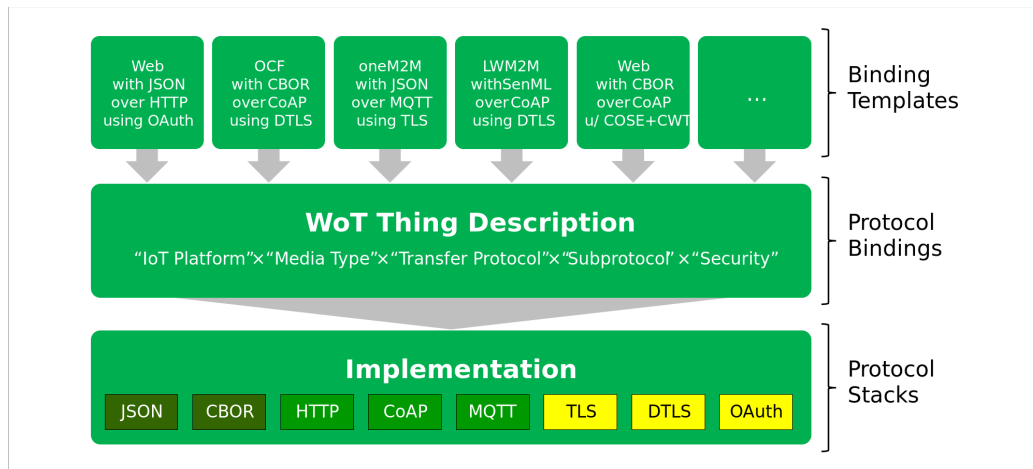 Web
with JSON
over HTTP
using OAuth
OCF
with CBOR
over CoAP
using DTLS
oneM2M
with JSON
over MQTT
using TLS
LWM2M
withSenML
over CoAP
using DTLS
Web
with CBOR
over CoAP
u/ COSE+CWT
...
Binding
Templates
WoT Thing Description
“IoT Platform”×“Media Type”×“Transfer Protocol”×“Subprotocol”×“Security”
Protocol
Bindings
Implementation
JSON CBOR HTTP CoAP MQTT TLS DTLS OAuth
Protocol
Stacks